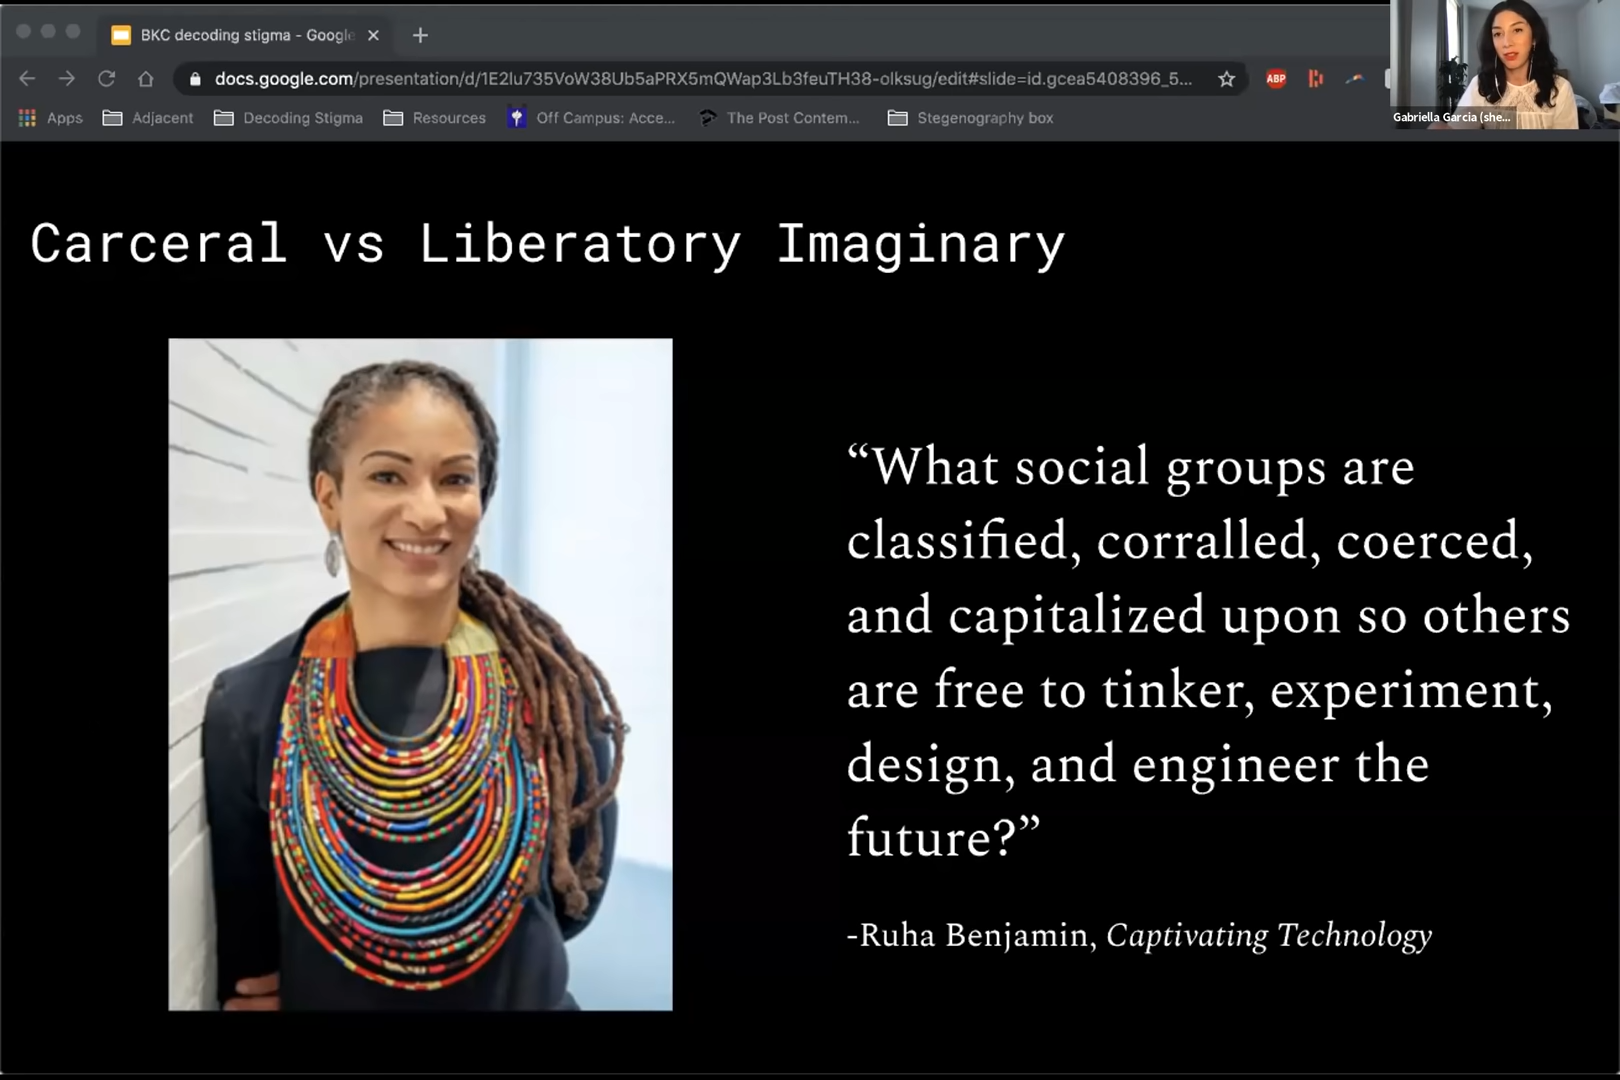 BKC decoding stigma - Google
docs.google.com/presentation/d/1E2lu735VoW38Ub5aPRX5mQWap3Lb3feuTH38-olksug/edit#slide=id.gcea5408396_5...
ABP
Apps Adjacent Decoding Stigma Resources Off Campus: Acce... The Post Contem... Stegenography box
Gabriella Garcia (she...
Carceral vs Liberatory Imaginary
“What social groups are
classified, corralled, coerced,
and capitalized upon so others
are free to tinker, experiment,
design, and engineer the
future?”
-Ruha Benjamin, Captivating Technology